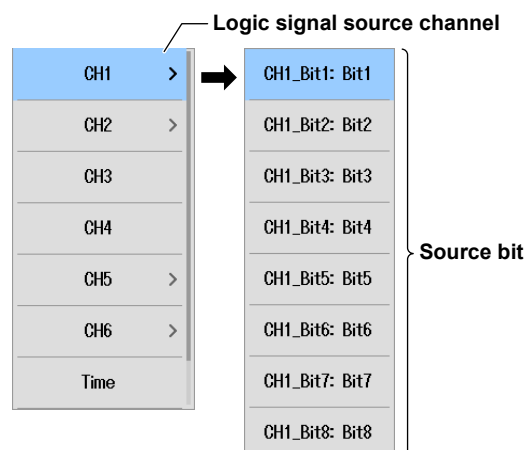 Logic signal source channel
CH1
CH2
CH3
CH4
CH5
CH6
Time
CH1_Bit1: Bit1
CH1_Bit2: Bit2
CH1_Bit3: Bit3
CH1_Bit4: Bit4
CH1_Bit5: Bit5
CH1_Bit6: Bit6
CH1_Bit7: Bit7
CH1_Bit8: Bit8
Source bit